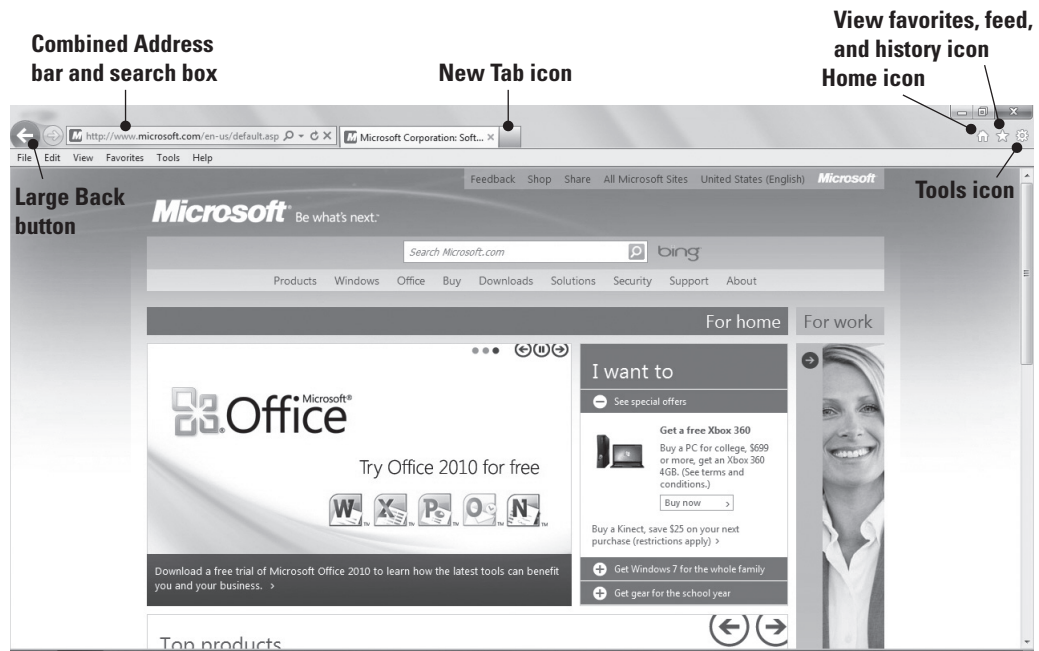 View favorites, feed,
and history icon
Combined Address
bar and search box
New Tab icon
Home icon
http://www.microsoft.com/en-us/default.asp
Microsoft Corporation: Soft...
File Edit View Favorites Tools Help
Large Back
button
Tools icon
Feedback Shop Share All Microsoft Sites United States (English) Microsoft
Microsoft® Be what's next.™
Search Microsoft.com
bing
Products Windows Office Buy Downloads Solutions Security Support About
For home
For work
Microsoft®
Office
Try Office 2010 for free
W X P O N
Download a free trial of Microsoft Office 2010 to learn how the latest tools can benefit
you and your business. ›
I want to
See special offers
Get a free Xbox 360
Buy a PC for college, $699
or more, get an Xbox 360
4GB. (See terms and
conditions.)
Buy now ›
Buy a Kinect, save $25 on your next
purchase (restrictions apply) ›
Get Windows 7 for the whole family
Get gear for the school year
Top products